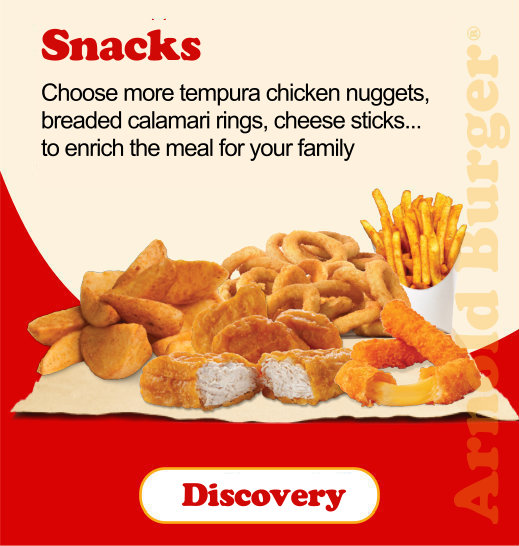 Snacks
Choose more tempura chicken nuggets,
breaded calamari rings, cheese sticks...
to enrich the meal for your family
Arnold Burger®
Discovery